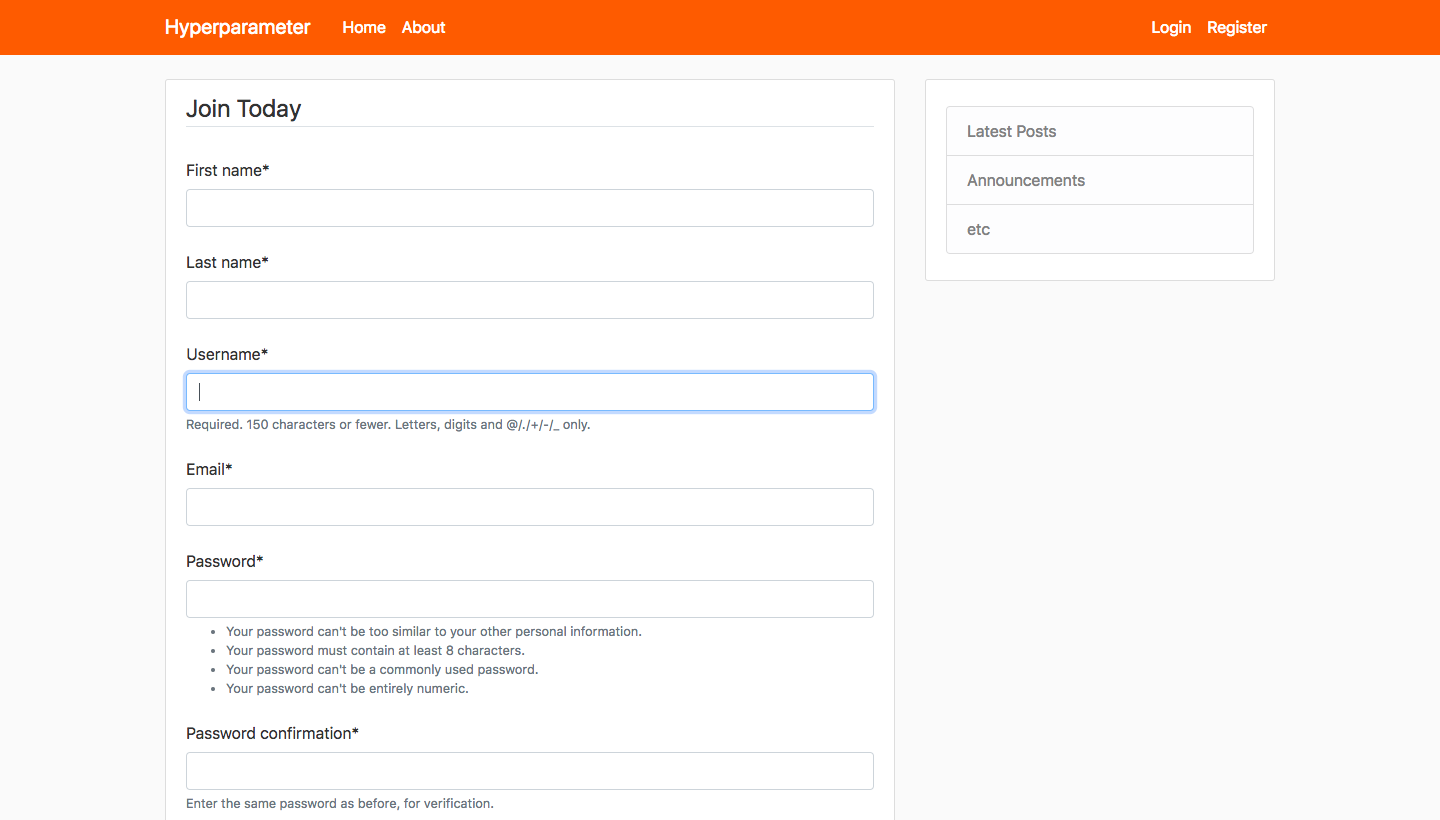 Hyperparameter Home About Login Register
Join Today
First name*
Last name*
Username*
Required. 150 characters or fewer. Letters, digits and @/./+/-/_ only.
Email*
Password*
• Your password can't be too similar to your other personal information.
• Your password must contain at least 8 characters.
• Your password can't be a commonly used password.
• Your password can't be entirely numeric.
Password confirmation*
Enter the same password as before, for verification.
Latest Posts
Announcements
etc